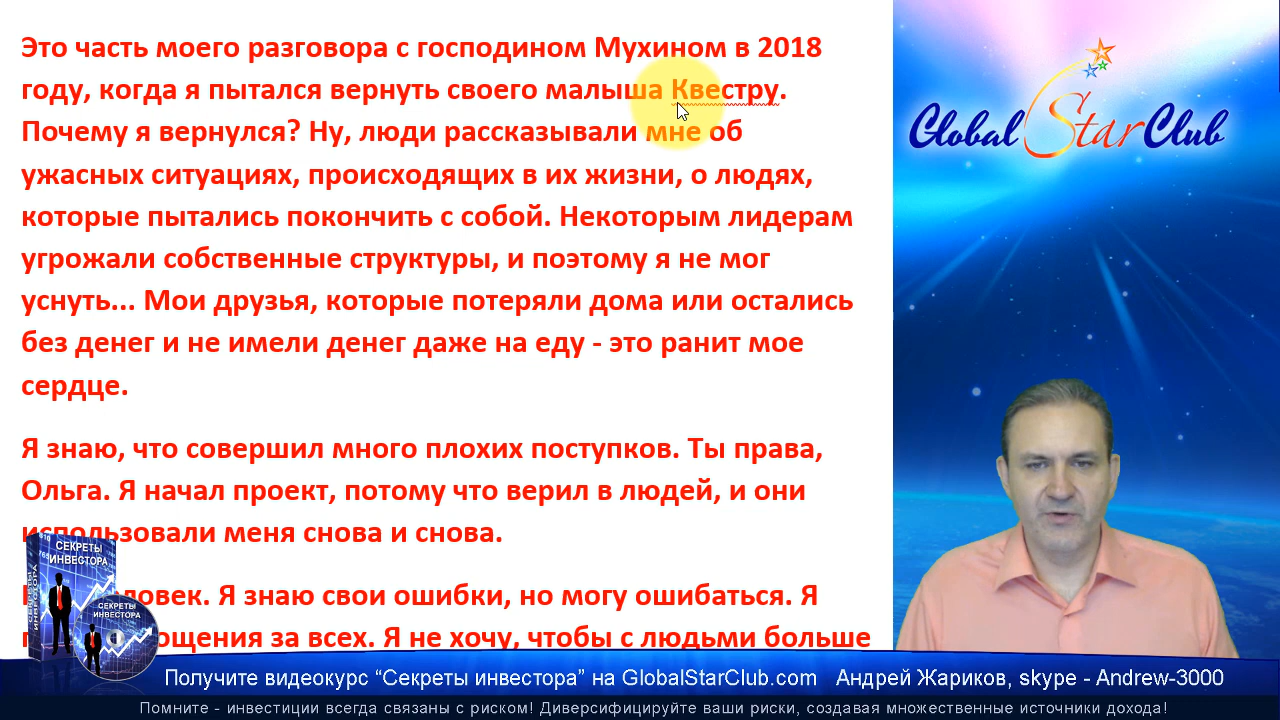 Это часть моего разговора с господином Мухином в 2018
году, когда я пытался вернуть своего малыша Квестру.
Почему я вернулся? Ну, люди рассказывали мне об
ужасных ситуациях, происходящих в их жизни, о людях,
которые пытались покончить с собой. Некоторым лидерам
угрожали собственные структуры, и поэтому я не мог
уснуть... Мои друзья, которые потеряли дома или остались
без денег и не имели денег даже на еду - это ранит мое
сердце.
Я знаю, что совершил много плохих поступков. Ты права,
Ольга. Я начал проект, потому что верил в людей, и они
использовали меня снова и снова.
Я знаю свои ошибки, но могу ошибаться. Я
за всех. Я не хочу, чтобы с людьми больше
Global Star Club
СЕКРЕТЫ
ИНВЕСТОРА
СЕКРЕТЫ ИНВЕСТОРА
СЕКРЕТЫ
ИНВЕСТОРА
Получите видеокурс “Секреты инвестора” на GlobalStarClub.com Андрей Жариков, skype - Andrew-3000
Помните - инвестиции всегда связаны с риском! Диверсифицируйте ваши риски, создавая множественные источники дохода!